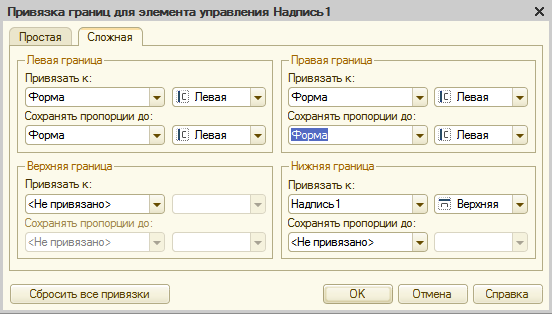 Привязка границ для элемента управления Надпись1
Простая
Сложная
Левая граница
Привязать к:
Форма
Левая
Сохранять пропорции до:
Форма
Левая
Правая граница
Привязать к:
Форма
Левая
Сохранять пропорции до:
Форма
Левая
Верхняя граница
Привязать к:
<Не привязано>
Сохранять пропорции до:
<Не привязано>
Нижняя граница
Привязать к:
Надпись1
Верхняя
Сохранять пропорции до:
<Не привязано>
Сбросить все привязки
OK
Отмена
Справка